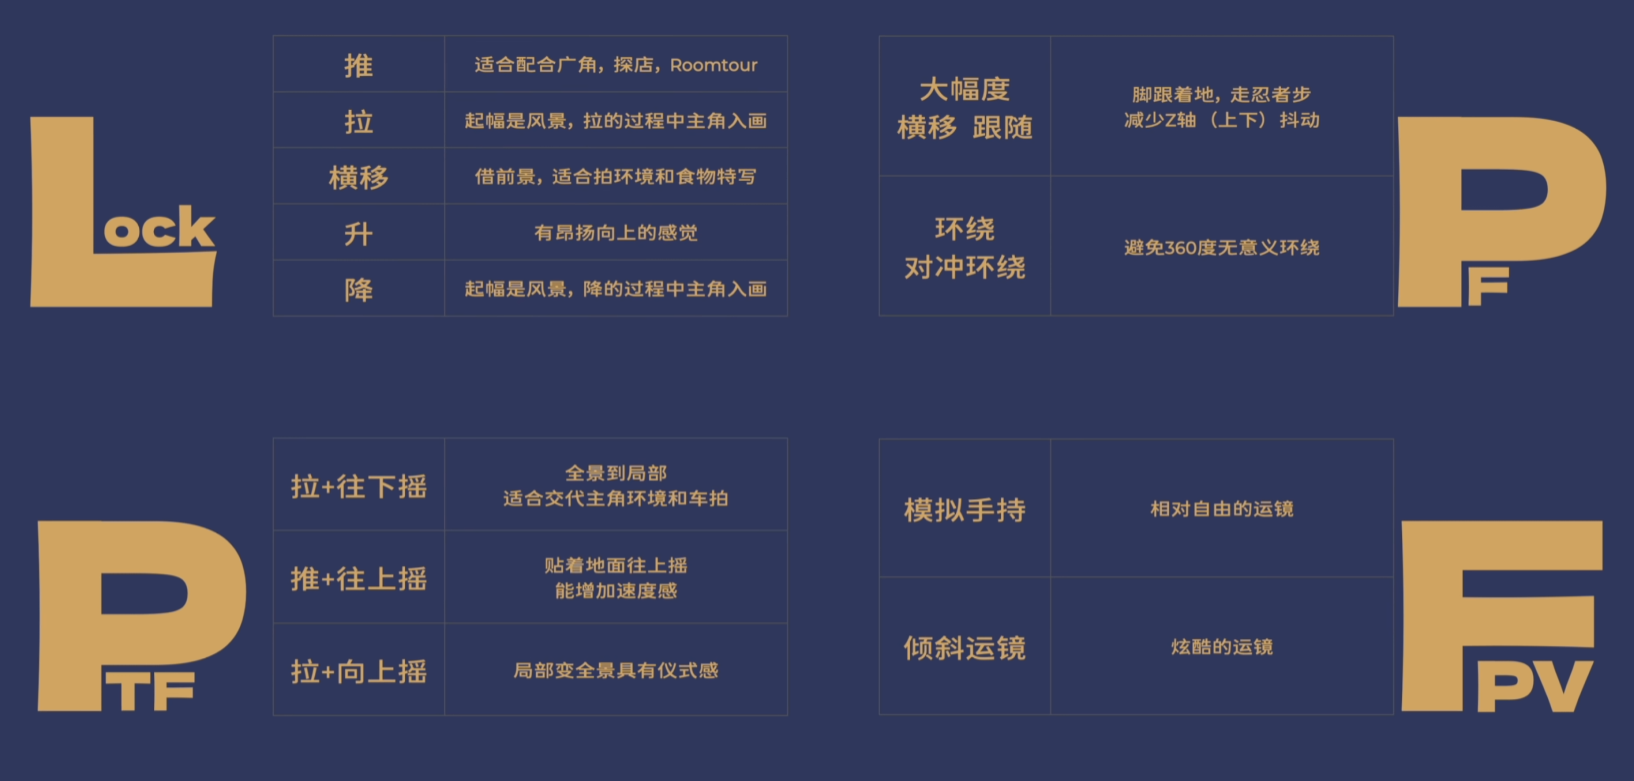 Lock
推
适合配合广角，探店，Roomtour
拉
起幅是风景，拉的过程中主角入画
横移
借前景，适合拍环境和食物特写
升
有昂扬向上的感觉
降
起幅是风景，降的过程中主角入画
大幅度
横移 跟随
脚跟着地，走忍者步
减少Z轴（上下）抖动
环绕
对冲环绕
避免360度无意义环绕
PF
PTF
拉+往下摇
全景到局部
适合交代主角环境和车拍
推+往上摇
贴着地面往上摇
能增加速度感
拉+向上摇
局部变全景具有仪式感
模拟手持
相对自由的运镜
倾斜运镜
炫酷的运镜
FPV